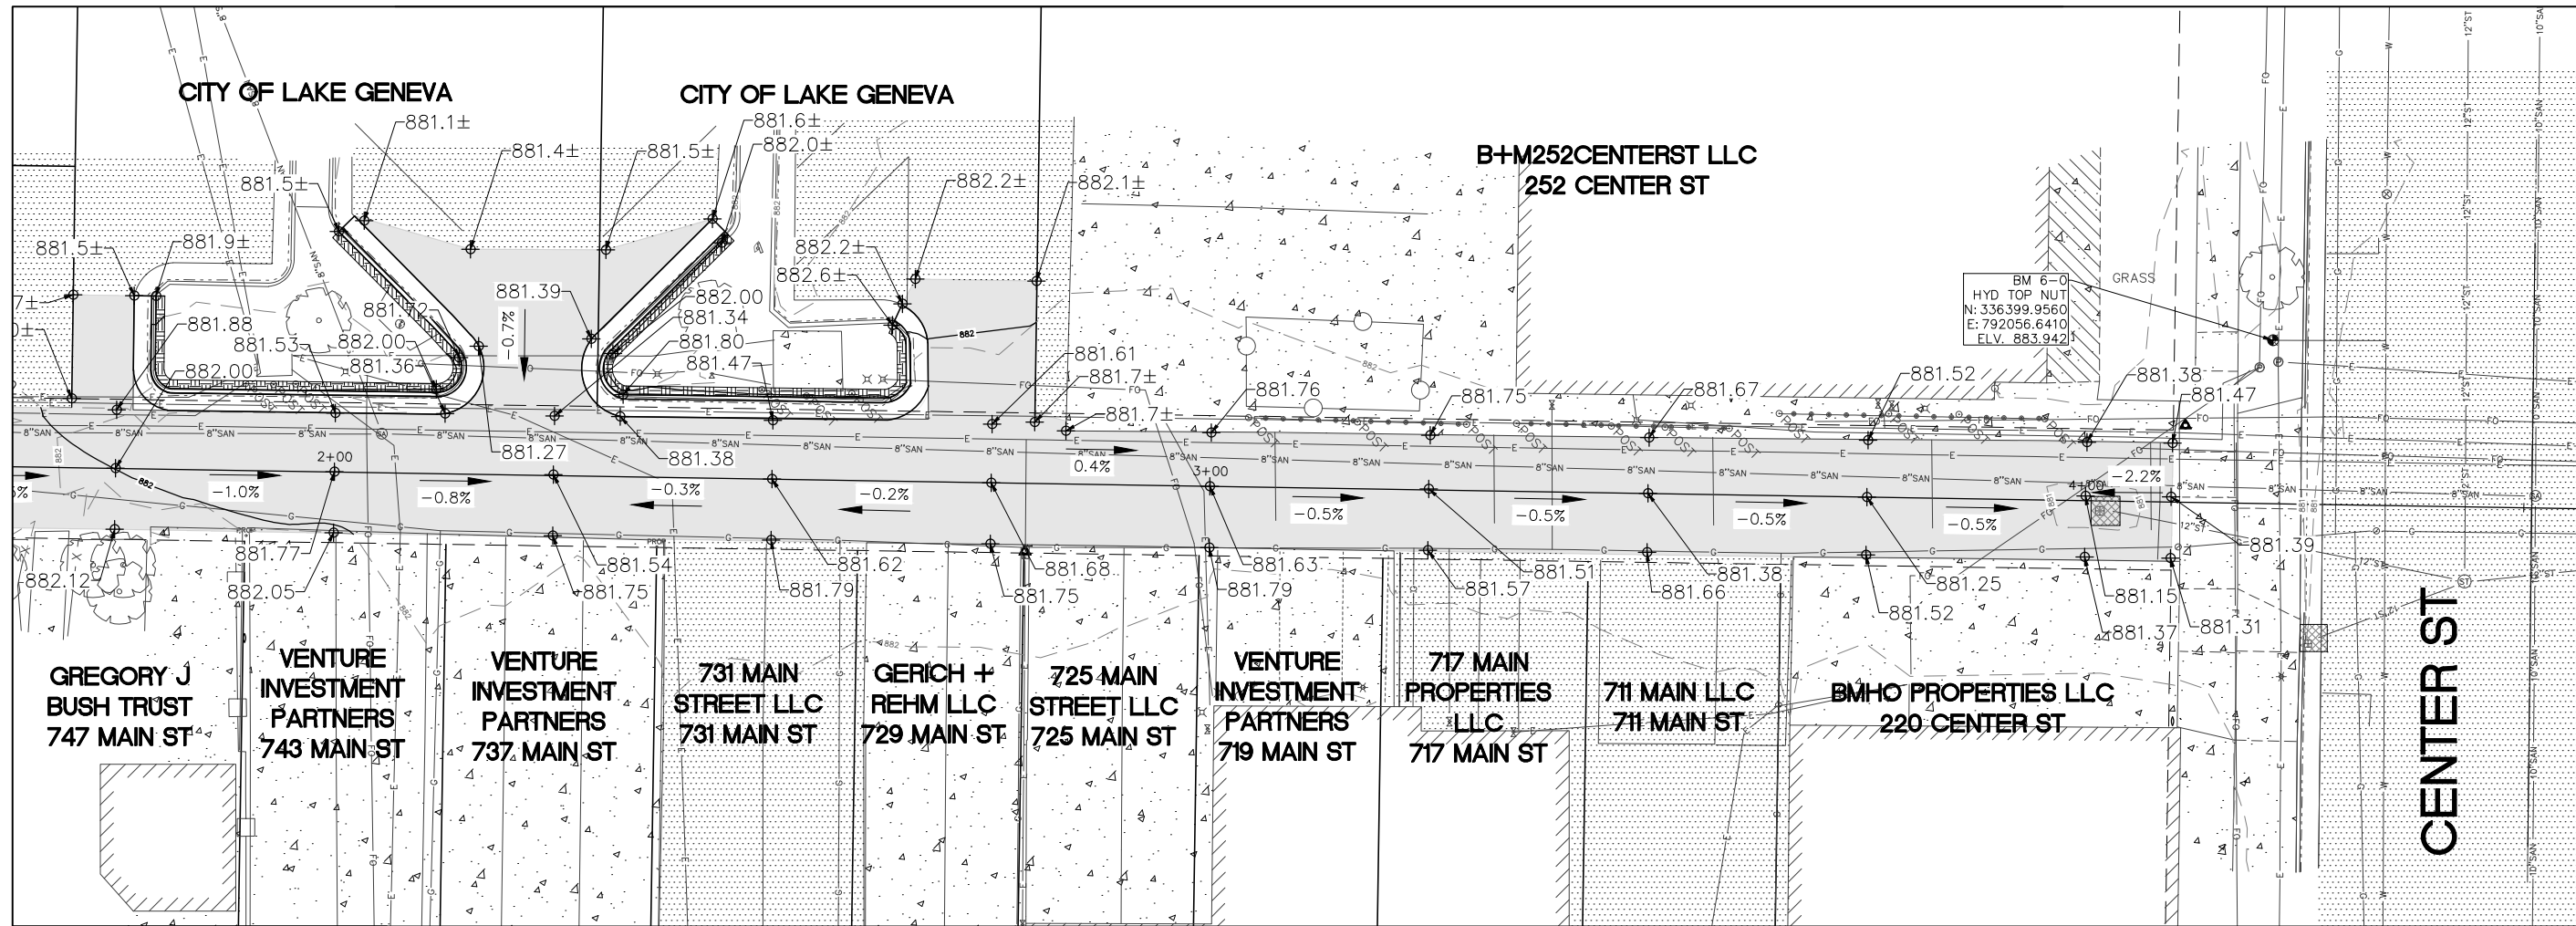 CITY OF LAKE GENEVA
CITY OF LAKE GENEVA
881.1±
881.6±
882.0±
881.4±
881.5±
881.5±
882.2±
882.1±
B+M252CENTERST LLC
252 CENTER ST
881.5±
881.9±
882.2±
882.6±
BM 6-0
HYD TOP NUT
N: 336399.9560
E: 792056.6410
ELV. 883.942
GRASS
7±
881.72
881.39
-0.7%
882.00
881.34
881.88
881.53
882.00
881.80
881.36
881.47
882.00
881.61
881.7±
881.7±
881.76
881.75
881.67
881.52
881.38
881.47
881.27
881.38
2+00
3+00
4+00
-1.0%
-0.8%
-0.3%
-0.2%
0.4%
-0.5%
-0.5%
-0.5%
-0.5%
-2.2%
8"SAN
10"SAN
12"ST
POST
FO
882
881
882.12
881.77
882.05
881.54
881.75
881.62
881.79
881.68
881.75
881.63
881.79
881.51
881.57
881.38
881.66
881.25
881.52
881.15
881.37
881.39
881.31
GREGORY J
BUSH TRUST
747 MAIN ST
VENTURE
INVESTMENT
PARTNERS
743 MAIN ST
VENTURE
INVESTMENT
PARTNERS
737 MAIN ST
731 MAIN
STREET LLC
731 MAIN ST
GERICH +
REHM LLC
729 MAIN ST
725 MAIN
STREET LLC
725 MAIN ST
VENTURE
INVESTMENT
PARTNERS
719 MAIN ST
717 MAIN
PROPERTIES
LLC
717 MAIN ST
711 MAIN LLC
711 MAIN ST
BMHO PROPERTIES LLC
220 CENTER ST
CENTER ST